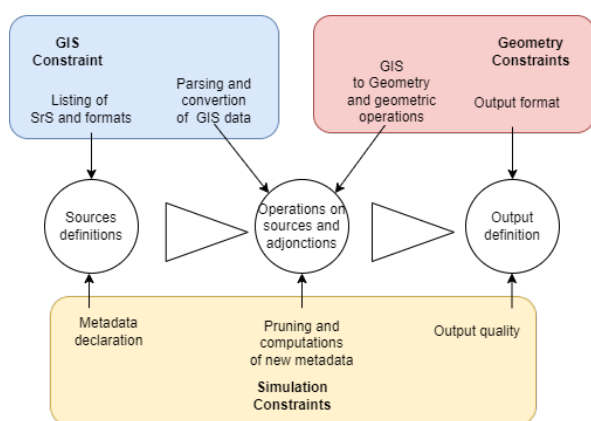 GIS
Constraint
Listing of
SrS and formats
Parsing and
convertion
of GIS data
GIS
to Geometry
and geometric
operations
Geometry
Constraints
Output format
Sources
definitions
Operations on
sources and
adjonctions
Output
definition
Metadata
declaration
Pruning and
computations
of new metadata
Output quality
Simulation
Constraints